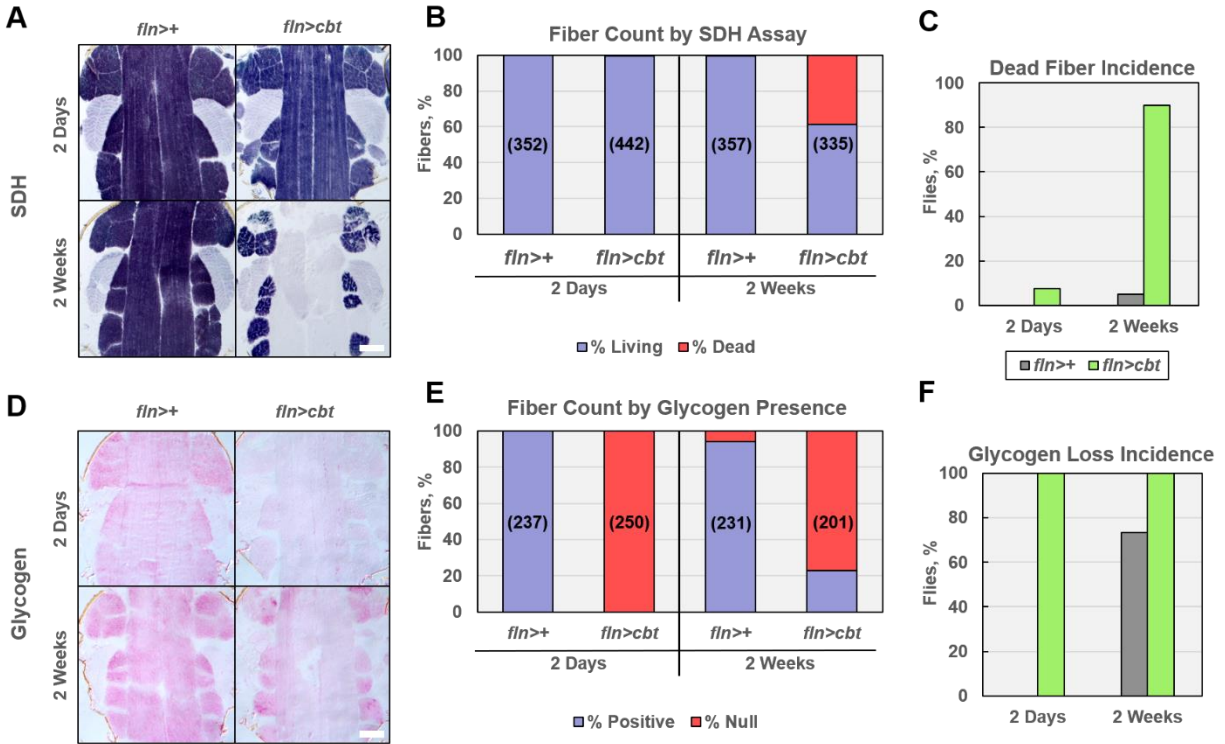 A
fln>+
fln>cbt
2 Days
2 Weeks
SDH
B
Fiber Count by SDH Assay
Fibers, %
100
80
60
40
20
0
(352)
(442)
(357)
(335)
fln>+
fln>cbt
fln>+
fln>cbt
2 Days
2 Weeks
% Living
% Dead
C
Dead Fiber Incidence
Flies, %
100
80
60
40
20
0
2 Days
2 Weeks
fln>+
fln>cbt
D
fln>+
fln>cbt
2 Days
2 Weeks
Glycogen
E
Fiber Count by Glycogen Presence
Fibers, %
100
80
60
40
20
0
(237)
(250)
(231)
(201)
fln>+
fln>cbt
fln>+
fln>cbt
2 Days
2 Weeks
% Positive
% Null
F
Glycogen Loss Incidence
Flies, %
100
80
60
40
20
0
2 Days
2 Weeks